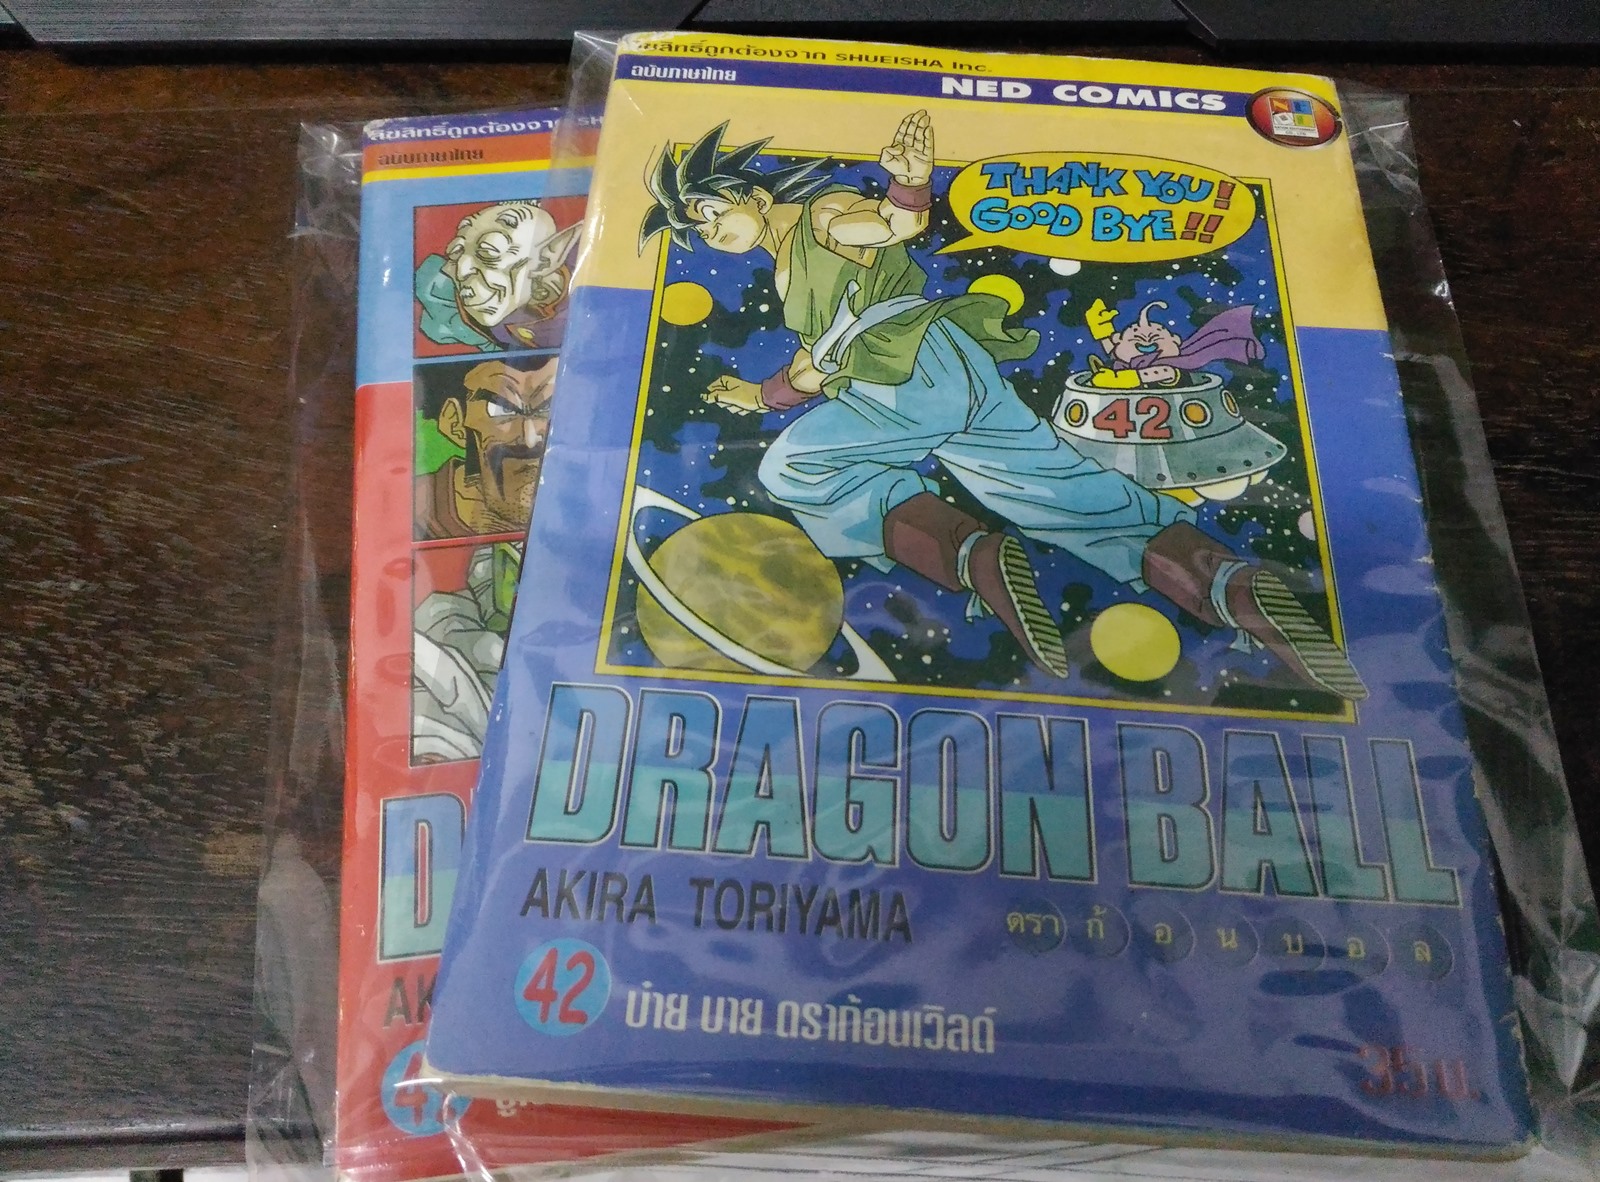 ลิขสิทธิ์ถูกต้องจาก SHUEISHA Inc.
ฉบับภาษาไทย
NED COMICS
THANK YOU!
GOOD BYE!!
42
DRAGON BALL
AKIRA TORIYAMA
ดราก้อนบอล
42 บ๋าย บาย ดราก้อนเวิลด์
35 บ.
ลิขสิทธิ์ถูกต้องจาก SH
ฉบับภาษาไทย
D
AK
4